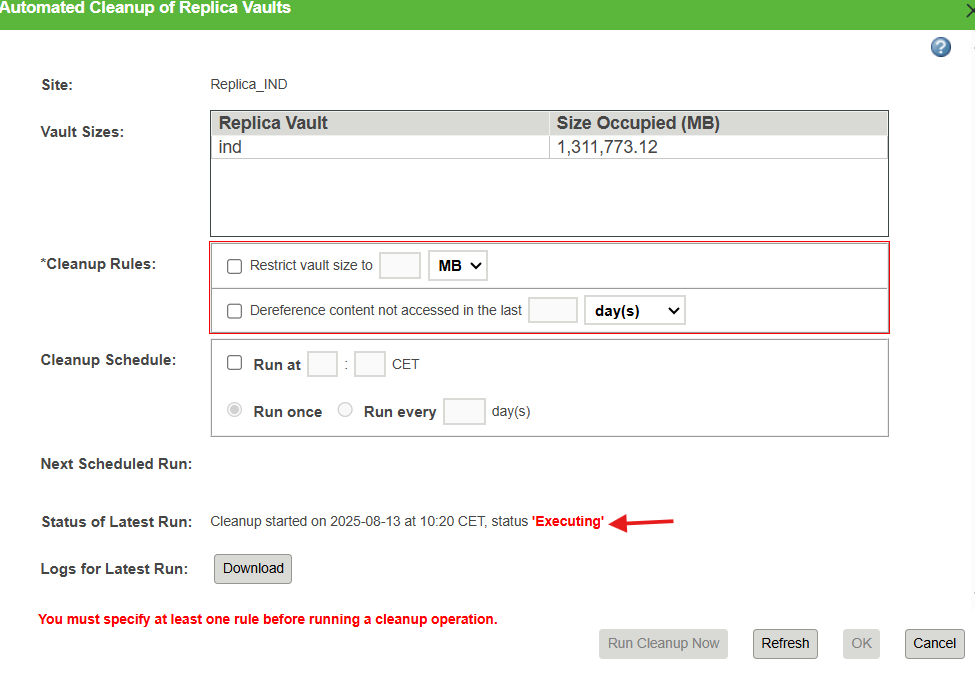 Automated Cleanup of Replica Vaults
?
Site: Replica_IND
Vault Sizes:
Replica Vault Size Occupied (MB)
ind 1,311,773.12
*Cleanup Rules:
Restrict vault size to MB
Dereference content not accessed in the last day(s)
Cleanup Schedule:
Run at : CET
Run once Run every day(s)
Next Scheduled Run:
Status of Latest Run: Cleanup started on 2025-08-13 at 10:20 CET, status 'Executing'
Logs for Latest Run: Download
You must specify at least one rule before running a cleanup operation.
Run Cleanup Now Refresh OK Cancel